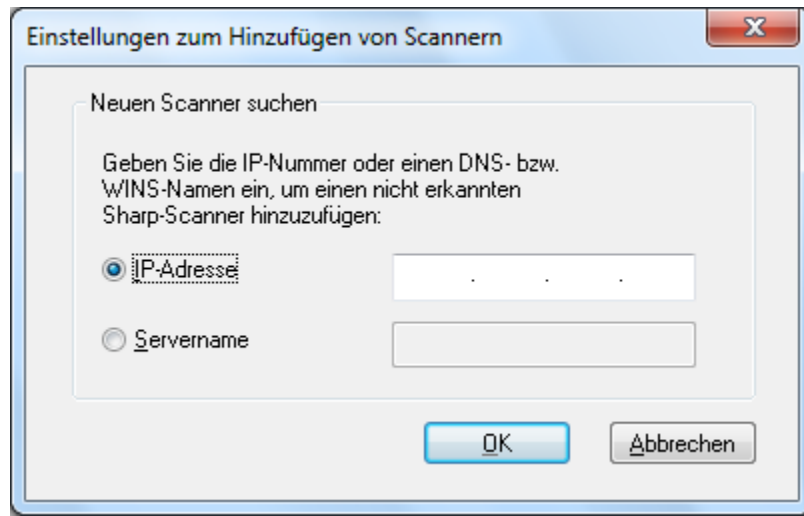 Einstellungen zum Hinzufügen von Scannern
Neuen Scanner suchen
Geben Sie die IP-Nummer oder einen DNS- bzw.
WINS-Namen ein, um einen nicht erkannten
Sharp-Scanner hinzuzufügen:
IP-Adresse . . .
Servername
OK Abbrechen